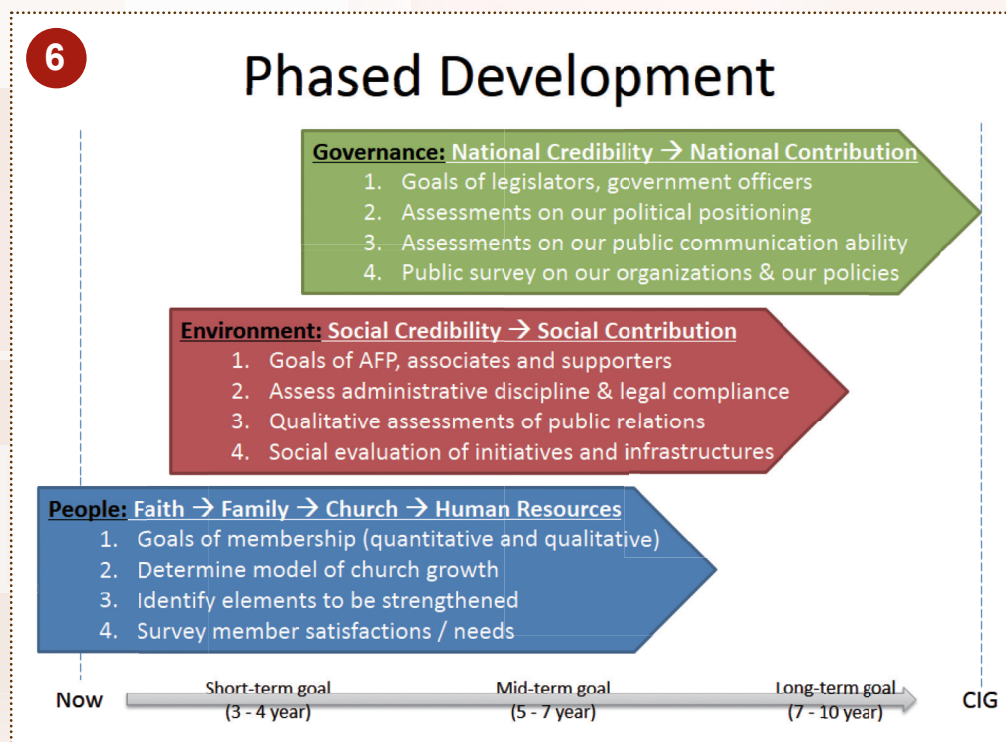 6
Phased Development
Governance: National Credibility → National Contribution
1. Goals of legislators, government officers
2. Assessments on our political positioning
3. Assessments on our public communication ability
4. Public survey on our organizations & our policies
Environment: Social Credibility → Social Contribution
1. Goals of AFP, associates and supporters
2. Assess administrative discipline & legal compliance
3. Qualitative assessments of public relations
4. Social evaluation of initiatives and infrastructures
People: Faith → Family → Church → Human Resources
1. Goals of membership (quantitative and qualitative)
2. Determine model of church growth
3. Identify elements to be strengthened
4. Survey member satisfactions / needs
Now
Short-term goal
(3 - 4 year)
Mid-term goal
(5 - 7 year)
Long-term goal
(7 - 10 year)
CIG